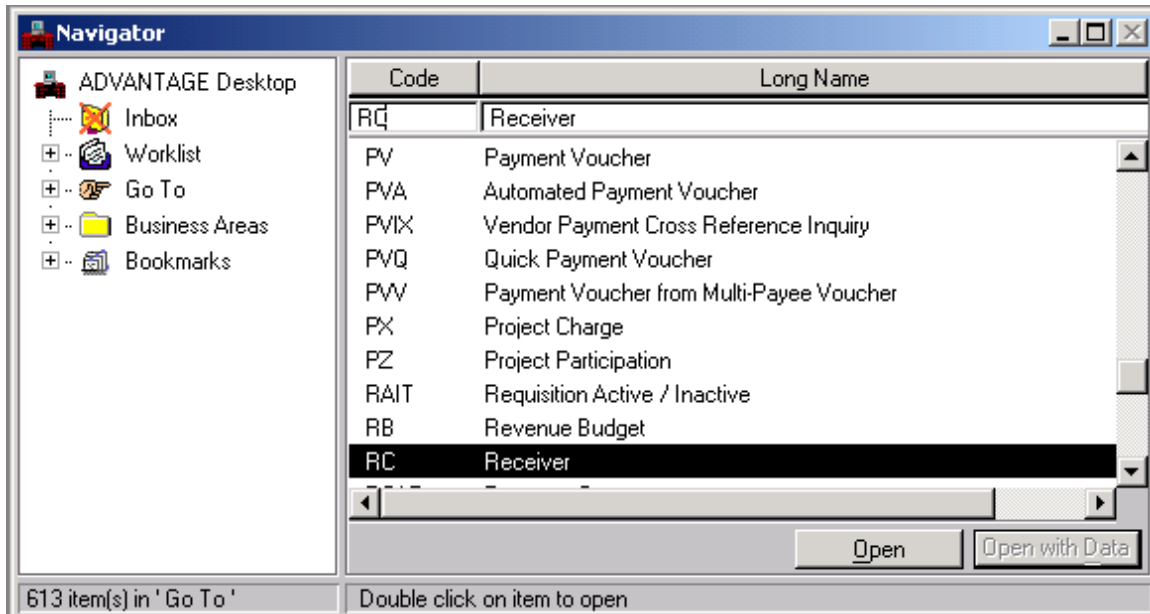 Navigator
ADVANTAGE Desktop
Inbox
Worklist
Go To
Business Areas
Bookmarks
Code Long Name
RC Receiver
PV Payment Voucher
PVA Automated Payment Voucher
PVIX Vendor Payment Cross Reference Inquiry
PVQ Quick Payment Voucher
PVV Payment Voucher from Multi-Payee Voucher
PX Project Charge
PZ Project Participation
RAIT Requisition Active / Inactive
RB Revenue Budget
RC Receiver
Open Open with Data
613 item(s) in ' Go To ' Double click on item to open